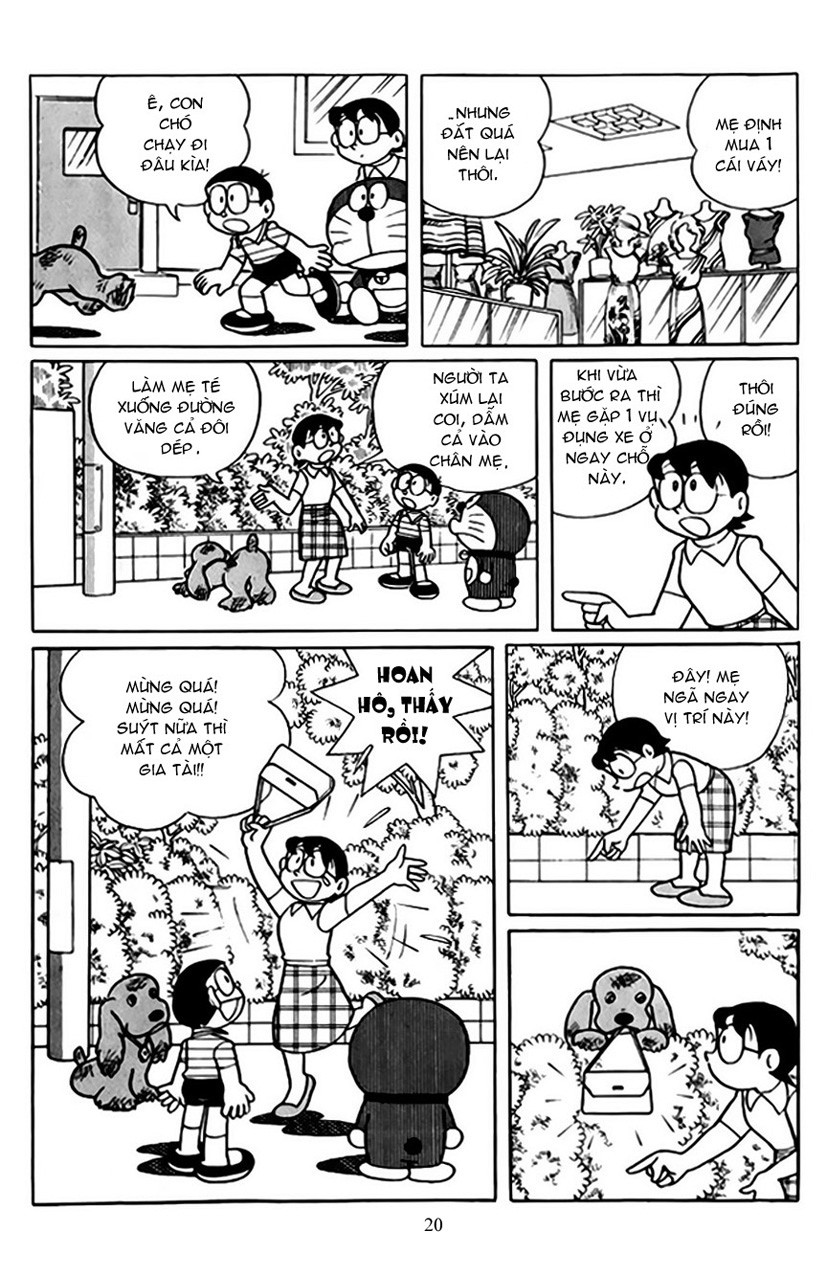 MẸ ĐỊNH
MUA 1
CÁI VÁY!
..NHƯNG
ĐẮT QUÁ
NÊN LẠI
THÔI.
Ê, CON
CHÓ
CHẠY ĐI
ĐÂU KÌA!
THÔI
ĐÚNG
RỒI!
KHI VỪA
BƯỚC RA THÌ
MẸ GẶP 1 VỤ
ĐỤNG XE Ở
NGAY CHỖ
NÀY.
NGƯỜI TA
XÚM LẠI
COI, DẪM
CẢ VÀO
CHÂN MẸ.
LÀM MẸ TÉ
XUỐNG ĐƯỜNG
VĂNG CẢ ĐÔI
DÉP.
ĐÂY! MẸ
NGÃ NGAY
VỊ TRÍ NÀY!
HOAN
HÔ, THẤY
RỒI!
MỪNG QUÁ!
MỪNG QUÁ!
SUÝT NỮA THÌ
MẤT CẢ MỘT
GIA TÀI!!
20